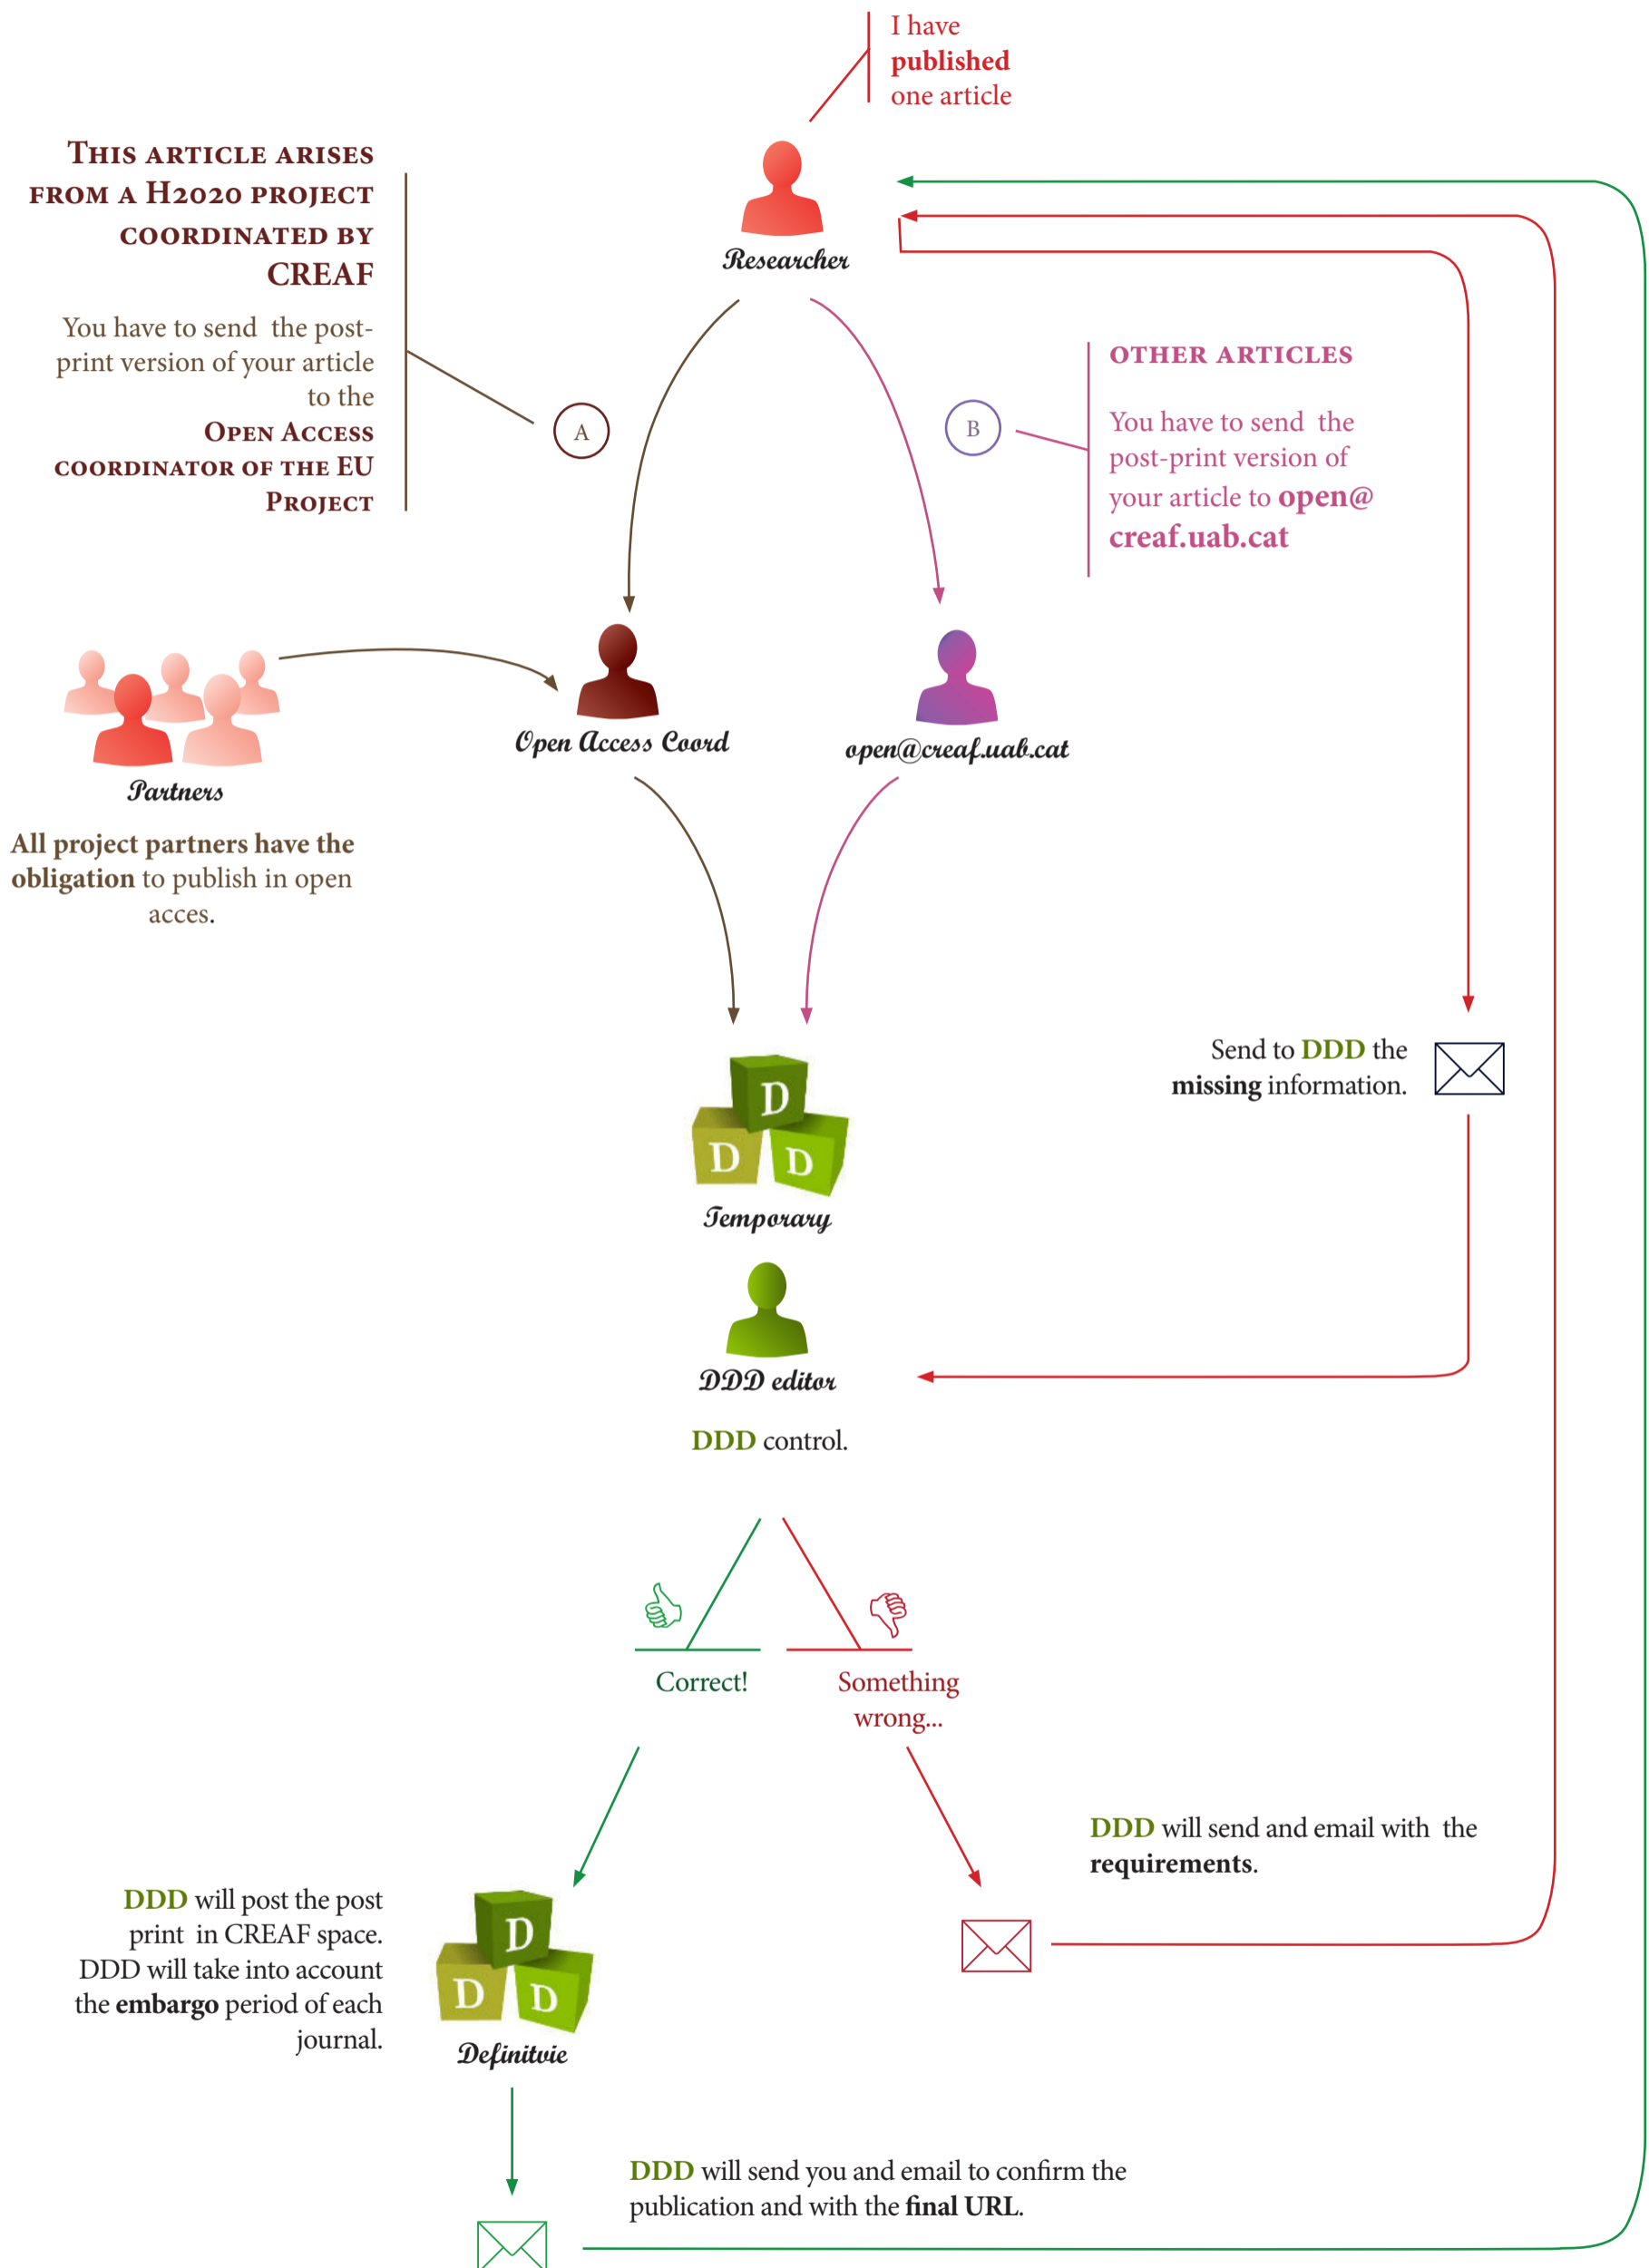 I have
published
one article
This article arises
from a H2020 project
coordinated by
CREAF
You have to send the post-
print version of your article
to the
Open Access
coordinator of the EU
Project
Researcher
A
B
other articles
You have to send the
post-print version of
your article to open@
creaf.uab.cat
Partners
All project partners have the
obligation to publish in open
acces.
Open Access Coord
open@creaf.uab.cat
D
D D
Temporary
Send to DDD the
missing information.
DDD editor
DDD control.
Correct!
Something
wrong...
DDD will send and email with the
requirements.
DDD will post the post
print in CREAF space.
DDD will take into account
the embargo period of each
journal.
D
D D
Definitvie
DDD will send you and email to confirm the
publication and with the final URL.